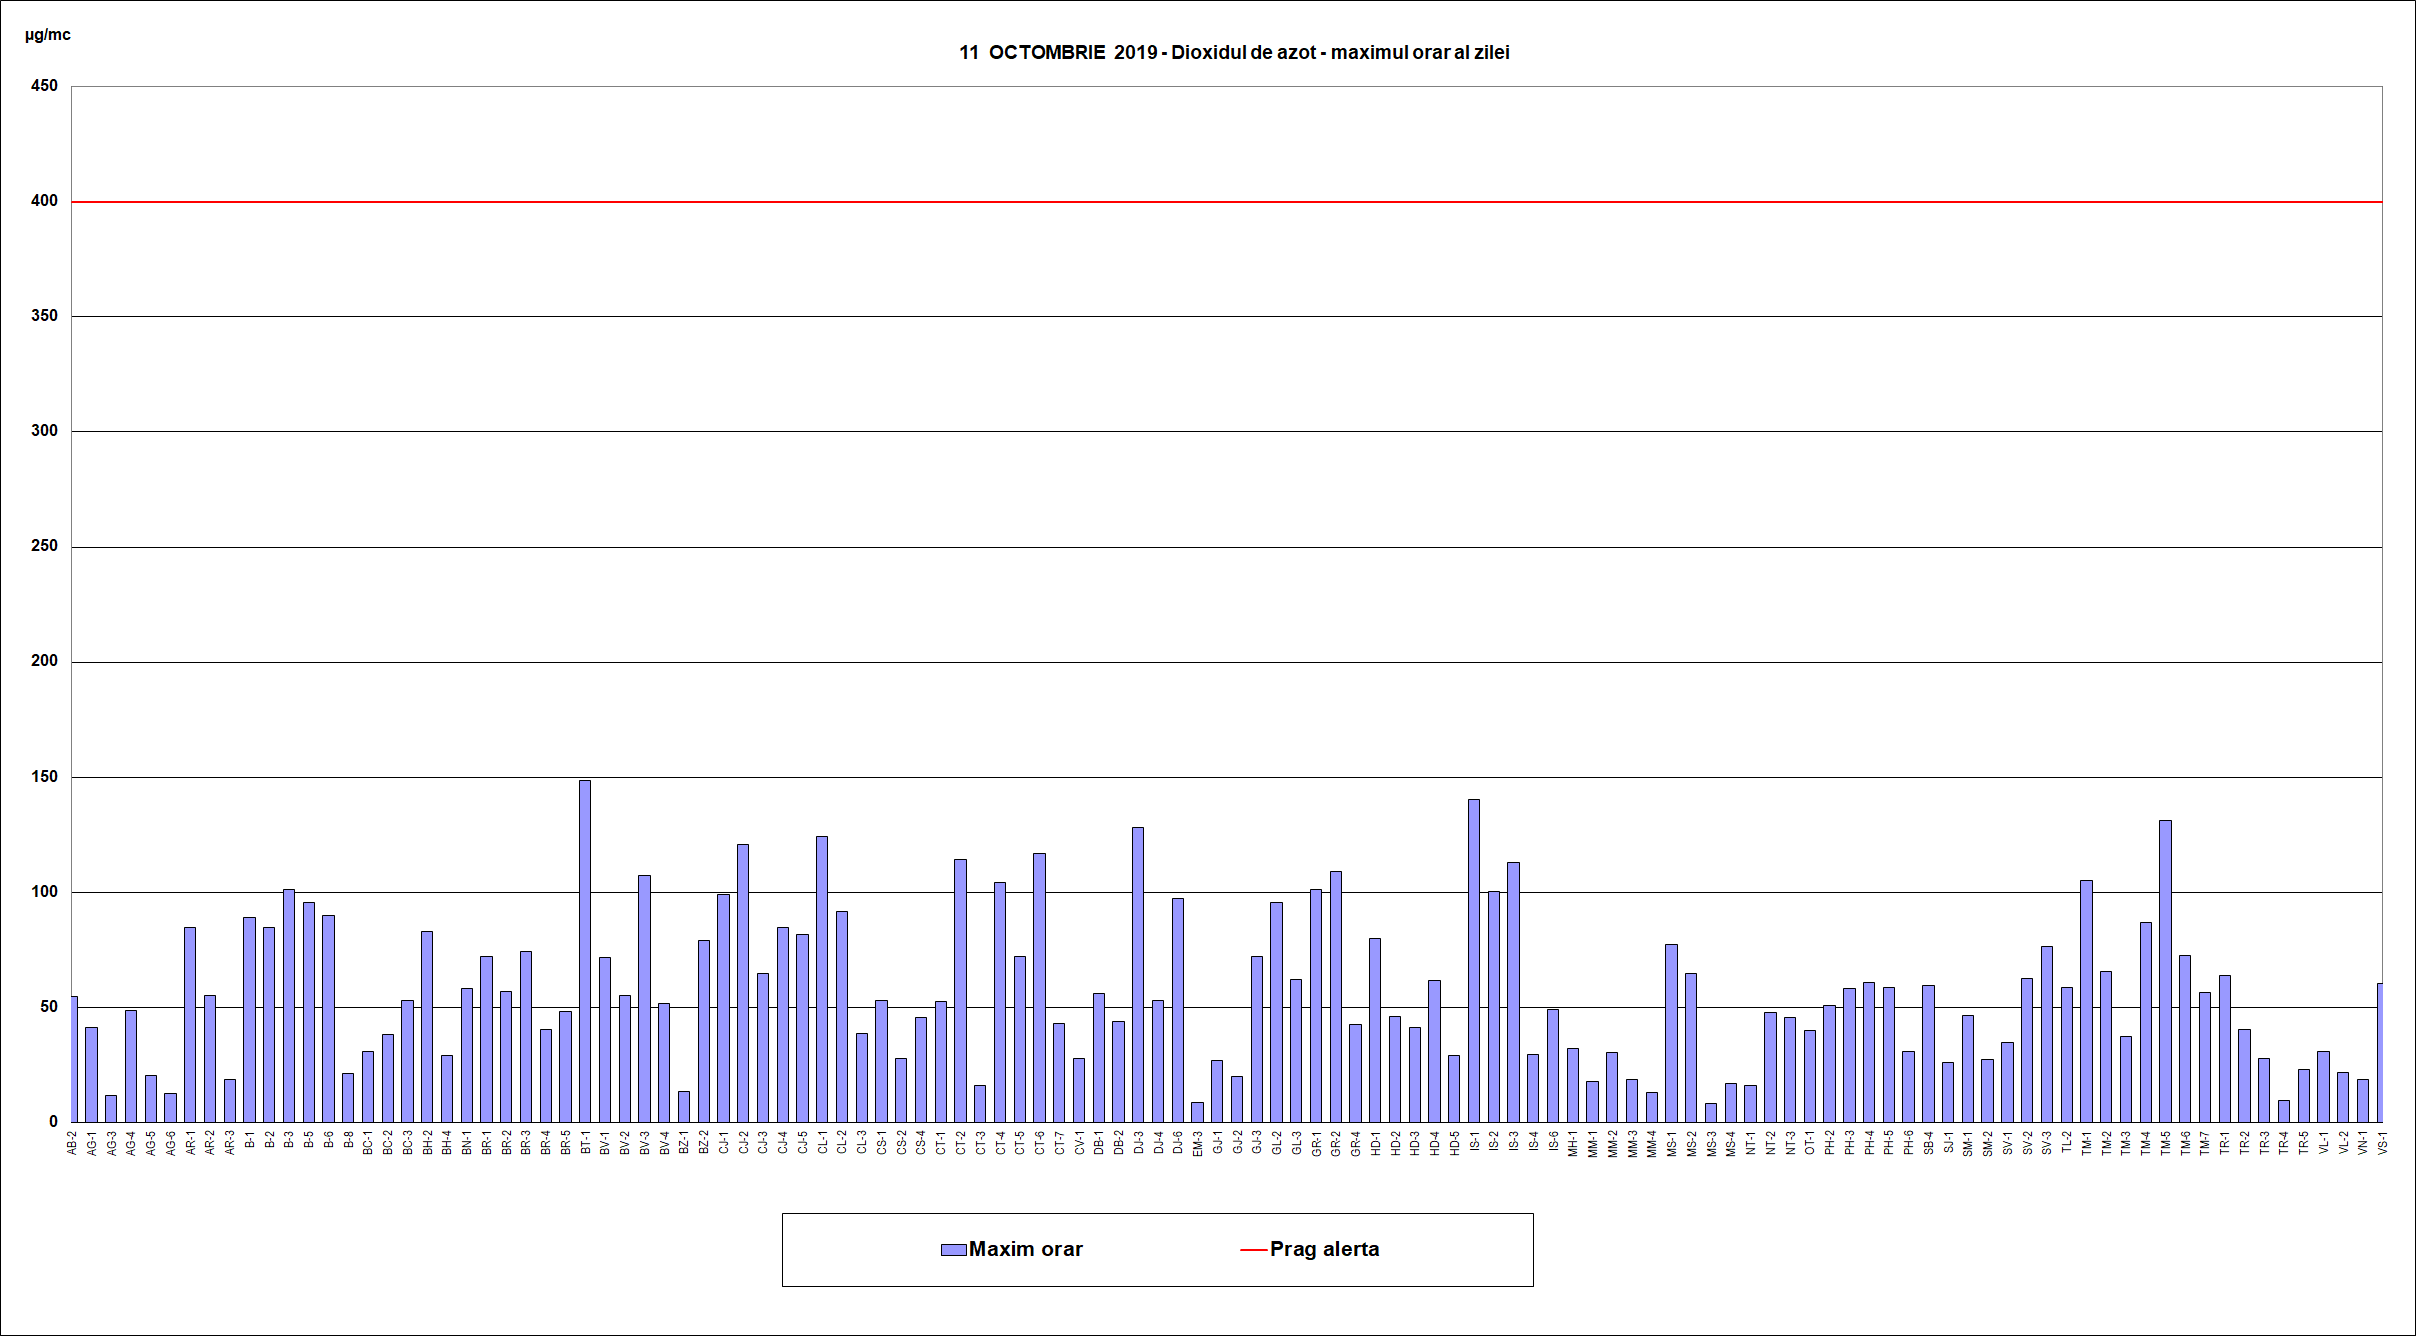 µg/mc
11 OCTOMBRIE 2019 - Dioxidul de azot - maximul orar al zilei
450
400
350
300
250
200
150
100
50
0
AB-2 AG-1 AG-3 AG-4 AG-5 AG-6 AR-1 AR-2 AR-3 B-1 B-2 B-3 B-5 B-6 B-8 BC-1 BC-2 BC-3 BH-2 BH-4 BN-1 BR-1 BR-2 BR-3 BR-4 BR-5 BT-1 BV-1 BV-2 BV-3 BV-4 BZ-1 BZ-2 CJ-1 CJ-2 CJ-3 CJ-4 CJ-5 CL-1 CL-2 CL-3 CS-1 CS-2 CS-4 CT-1 CT-2 CT-3 CT-4 CT-5 CT-6 CT-7 CV-1 DB-1 DB-2 DJ-3 DJ-4 DJ-6 EM-3 GJ-1 GJ-2 GJ-3 GL-2 GL-3 GR-1 GR-2 GR-4 HD-1 HD-2 HD-3 HD-4 HD-5 IS-1 IS-2 IS-3 IS-4 IS-6 MH-1 MM-1 MM-2 MM-3 MM-4 MS-1 MS-2 MS-3 MS-4 NT-1 NT-2 NT-3 OT-1 PH-2 PH-3 PH-4 PH-5 PH-6 SB-4 SJ-1 SM-1 SM-2 SV-1 SV-2 SV-3 TL-2 TM-1 TM-2 TM-3 TM-4 TM-5 TM-6 TM-7 TR-1 TR-2 TR-3 TR-4 TR-5 VL-1 VL-2 VN-1 VS-1
Maxim orar
Prag alerta